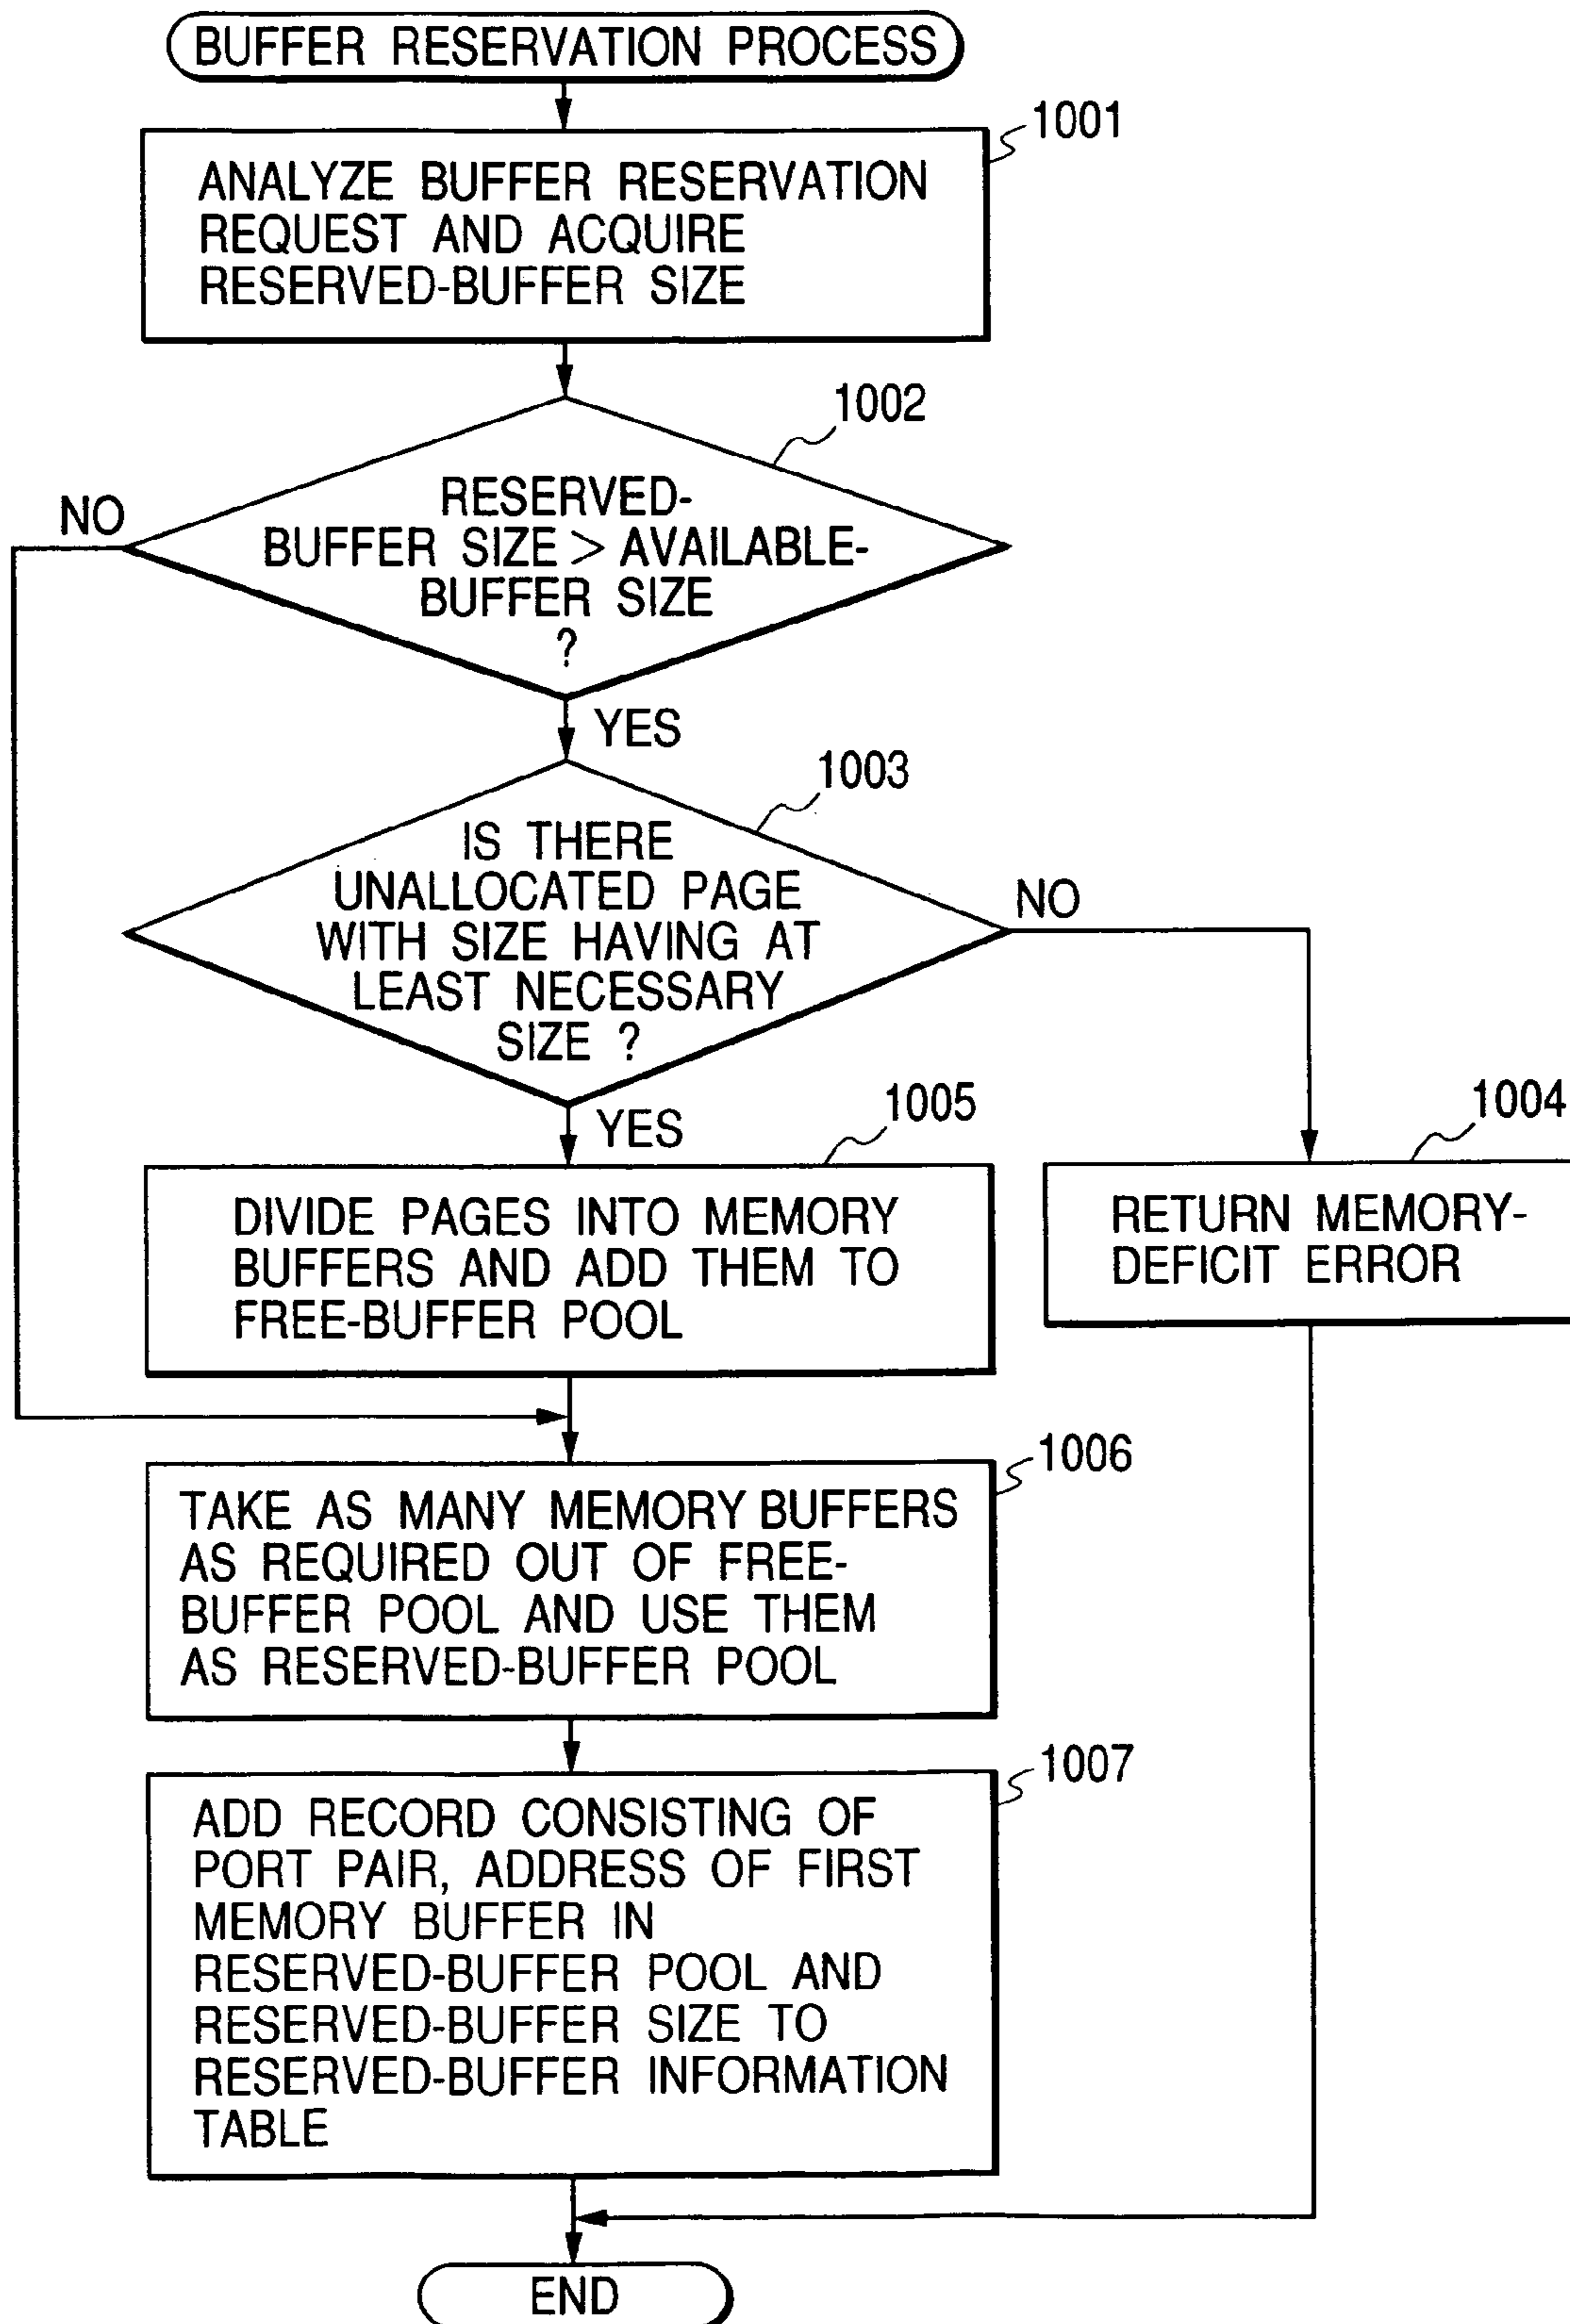 BUFFER RESERVATION PROCESS
1001
ANALYZE BUFFER RESERVATION
REQUEST AND ACQUIRE
RESERVED-BUFFER SIZE
1002
RESERVED-
BUFFER SIZE > AVAILABLE-
BUFFER SIZE
?
NO
YES
1003
IS THERE
UNALLOCATED PAGE
WITH SIZE HAVING AT
LEAST NECESSARY
SIZE ?
NO
YES
1005
DIVIDE PAGES INTO MEMORY
BUFFERS AND ADD THEM TO
FREE-BUFFER POOL
1004
RETURN MEMORY-
DEFICIT ERROR
1006
TAKE AS MANY MEMORY BUFFERS
AS REQUIRED OUT OF FREE-
BUFFER POOL AND USE THEM
AS RESERVED-BUFFER POOL
1007
ADD RECORD CONSISTING OF
PORT PAIR, ADDRESS OF FIRST
MEMORY BUFFER IN
RESERVED-BUFFER POOL AND
RESERVED-BUFFER SIZE TO
RESERVED-BUFFER INFORMATION
TABLE
END